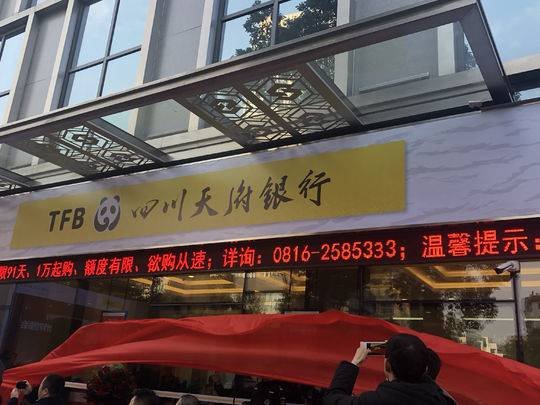 TFB 四川天府银行
限91天、1万起购、额度有限、欲购从速；详询：0816-2585333；温馨提示：